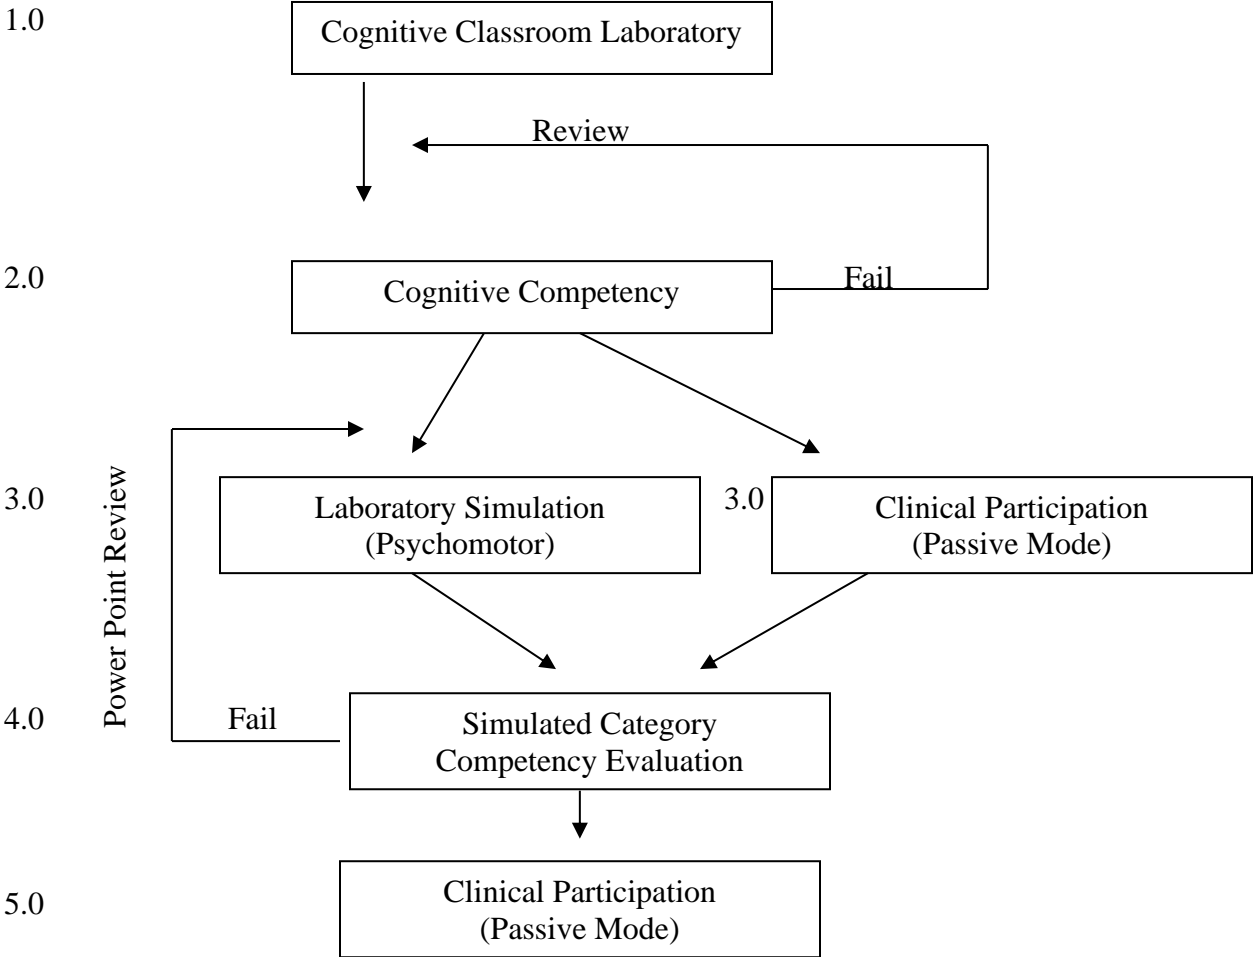 1.0
Cognitive Classroom Laboratory
Review
2.0
Cognitive Competency
Fail
Power Point Review
3.0
Laboratory Simulation
(Psychomotor)
3.0
Clinical Participation
(Passive Mode)
4.0
Fail
Simulated Category
Competency Evaluation
5.0
Clinical Participation
(Passive Mode)